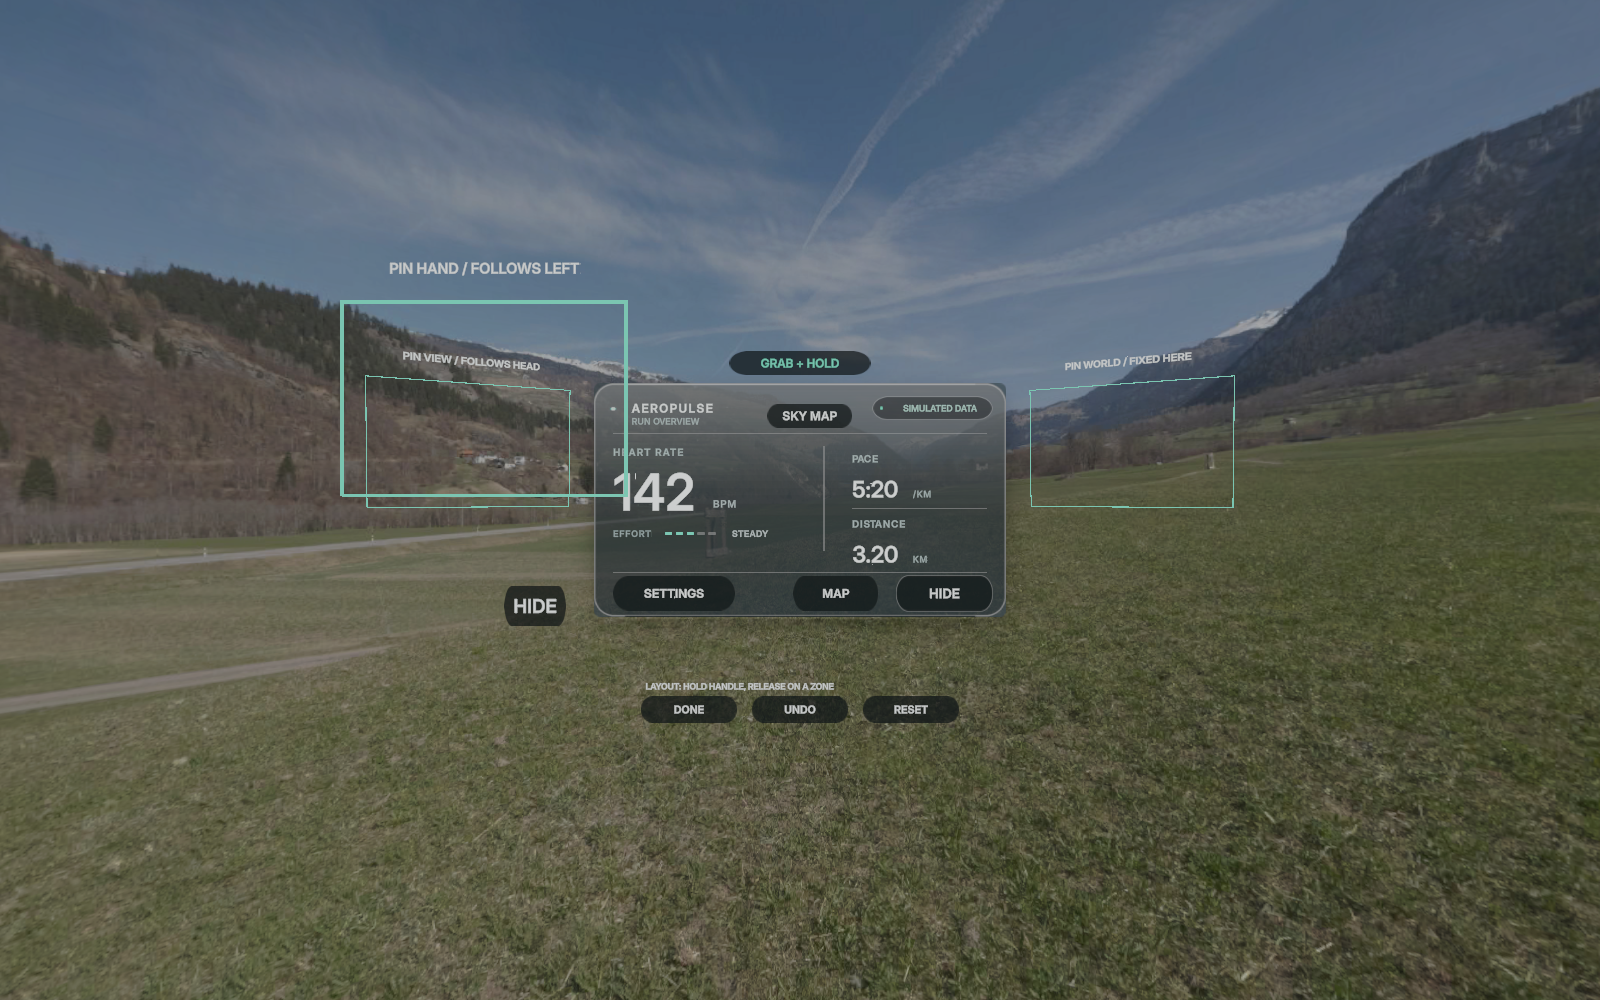 PIN HAND / FOLLOWS LEFT
PIN VIEW / FOLLOWS HEAD
GRAB + HOLD
PIN WORLD / FIXED HERE
AEROPULSE
RUN OVERVIEW
SKY MAP
SIMULATED DATA
HEART RATE
142 BPM
EFFORT STEADY
PACE
5:20 /KM
DISTANCE
3.20 KM
SETTINGS
MAP
HIDE
HIDE
LAYOUT: HOLD HANDLE, RELEASE ON A ZONE
DONE
UNDO
RESET